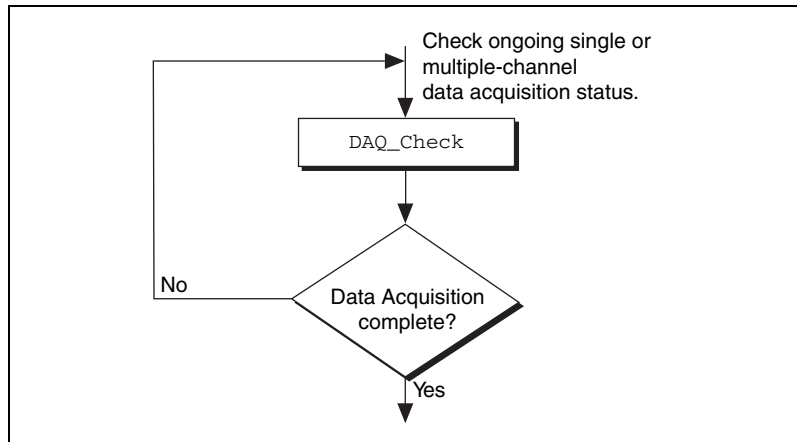 Check ongoing single or
multiple-channel
data acquisition status.
DAQ_Check
No
Data Acquisition
complete?
Yes